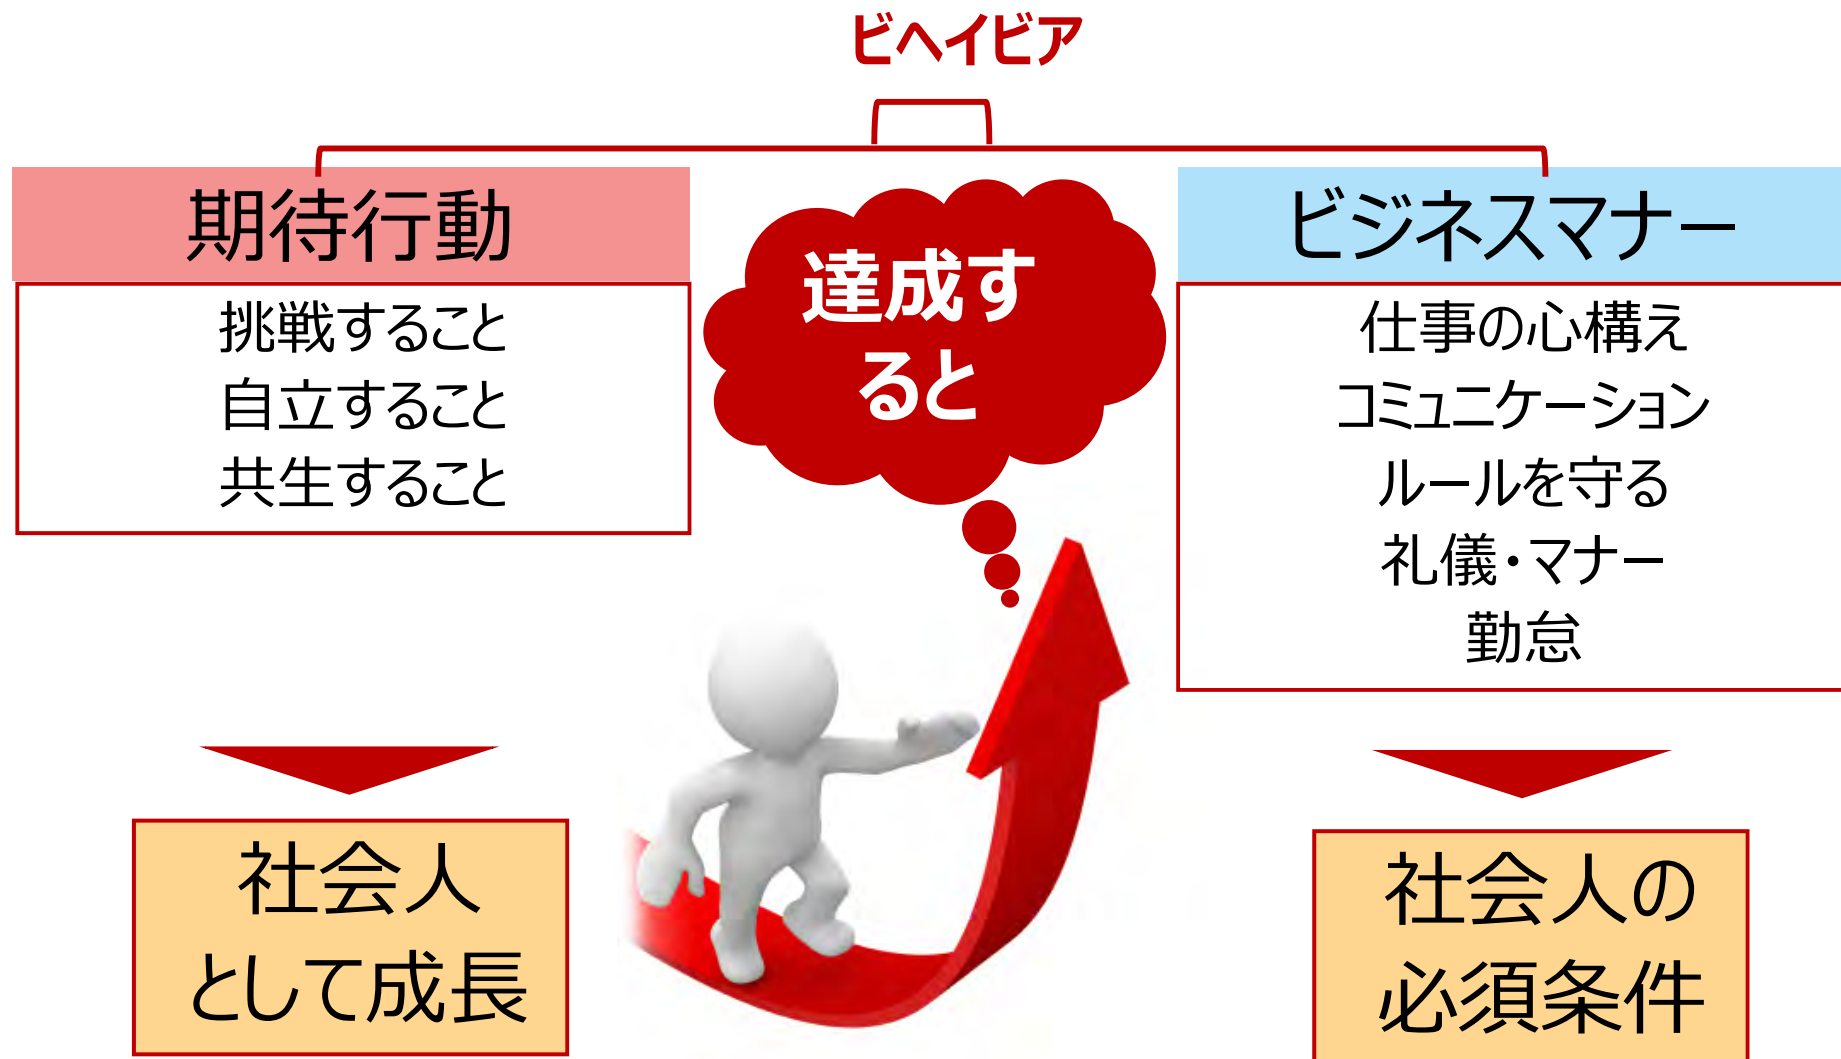 ビヘイビア
期待行動
挑戦すること
自立すること
共生すること
達成す
ると
ビジネスマナー
仕事の心構え
コミュニケーション
ルールを守る
礼儀・マナー
勤怠
社会人
として成長
社会人の
必須条件